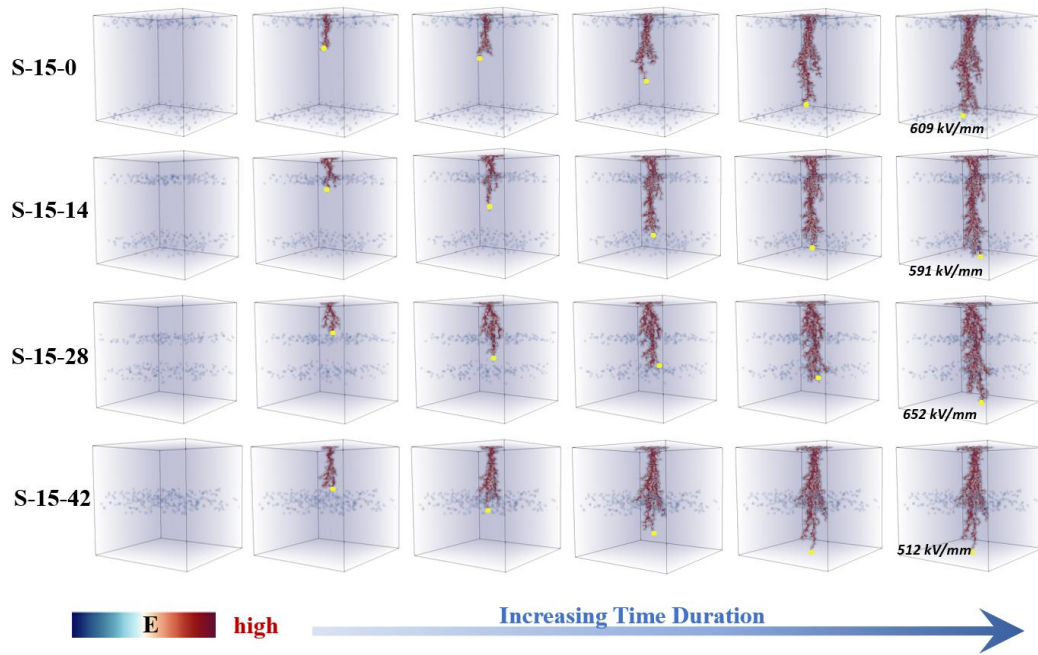 S-15-0
609 kV/mm
S-15-14
591 kV/mm
S-15-28
652 kV/mm
S-15-42
512 kV/mm
E high Increasing Time Duration